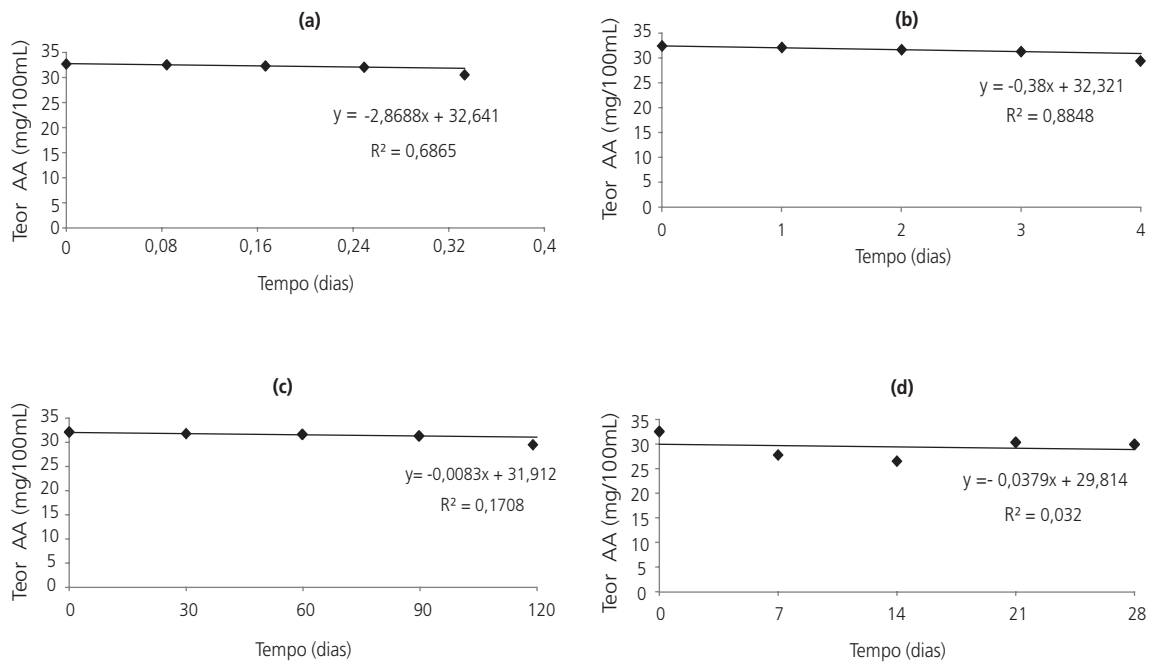 (a)
Teor AA (mg/100mL)
35
30
25
20
15
10
5
0
y = -2,8688x + 32,641
R² = 0,6865
0 0,08 0,16 0,24 0,32 0,4
Tempo (dias)
(b)
Teor AA (mg/100mL)
35
30
25
20
15
10
5
0
y = -0,38x + 32,321
R² = 0,8848
0 1 2 3 4
Tempo (dias)
(c)
Teor AA (mg/100mL)
35
30
25
20
15
10
5
0
y= -0,0083x + 31,912
R² = 0,1708
0 30 60 90 120
Tempo (dias)
(d)
Teor AA (mg/100mL)
35
30
25
20
15
10
5
0
y =- 0,0379x + 29,814
R² = 0,032
0 7 14 21 28
Tempo (dias)